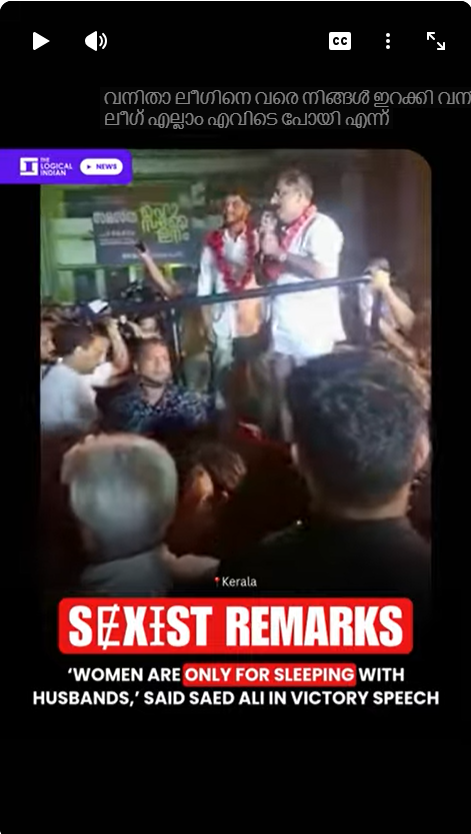 CC
വനിതാ ലീഗിനെ വരെ നിങ്ങൾ ഇറക്കി വനി
ലീഗ് എല്ലാം എവിടെ പോയി എന്ന്
THE
LOGICAL
INDIAN
NEWS
Kerala
SEXIST REMARKS
‘WOMEN ARE ONLY FOR SLEEPING WITH
HUSBANDS,’ SAID SAED ALI IN VICTORY SPEECH